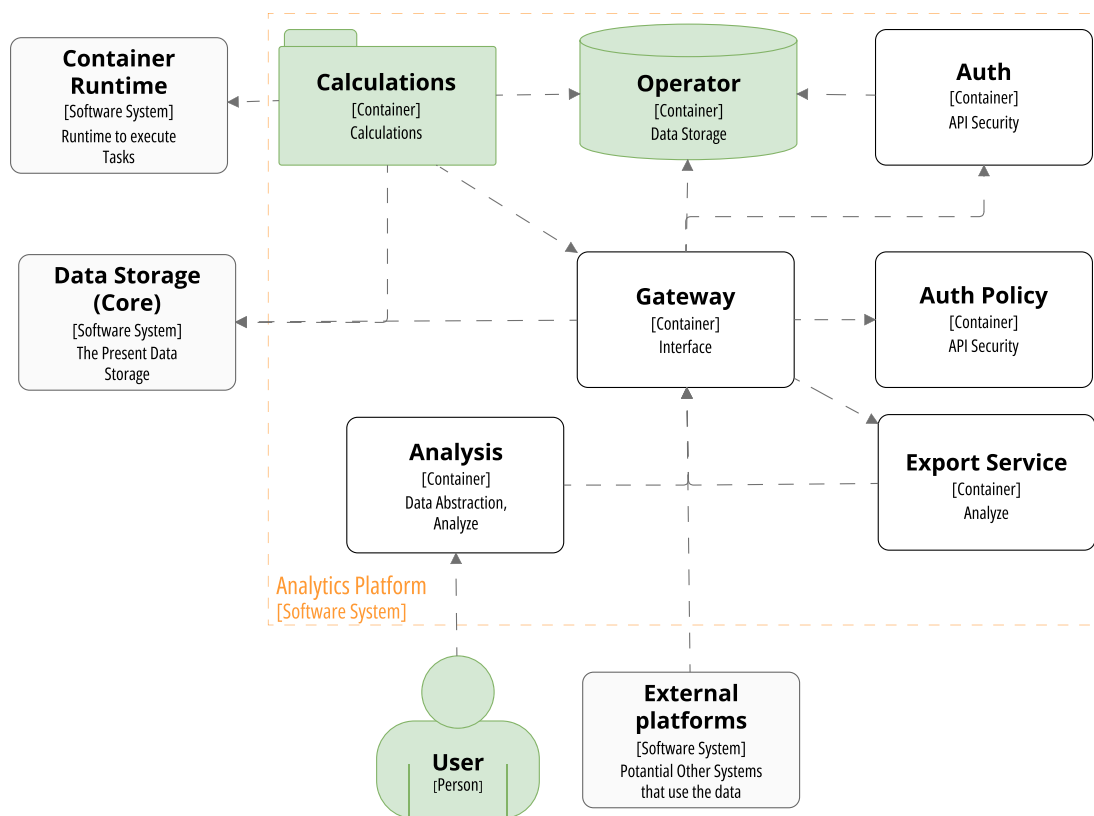 Container
Runtime
[Software System]
Runtime to execute
Tasks
Calculations
[Container]
Calculations
Operator
[Container]
Data Storage
Auth
[Container]
API Security
Data Storage
(Core)
[Software System]
The Present Data
Storage
Gateway
[Container]
Interface
Auth Policy
[Container]
API Security
Analysis
[Container]
Data Abstraction,
Analyze
Export Service
[Container]
Analyze
Analytics Platform
[Software System]
User
[Person]
External
platforms
[Software System]
Potantial Other Systems
that use the data